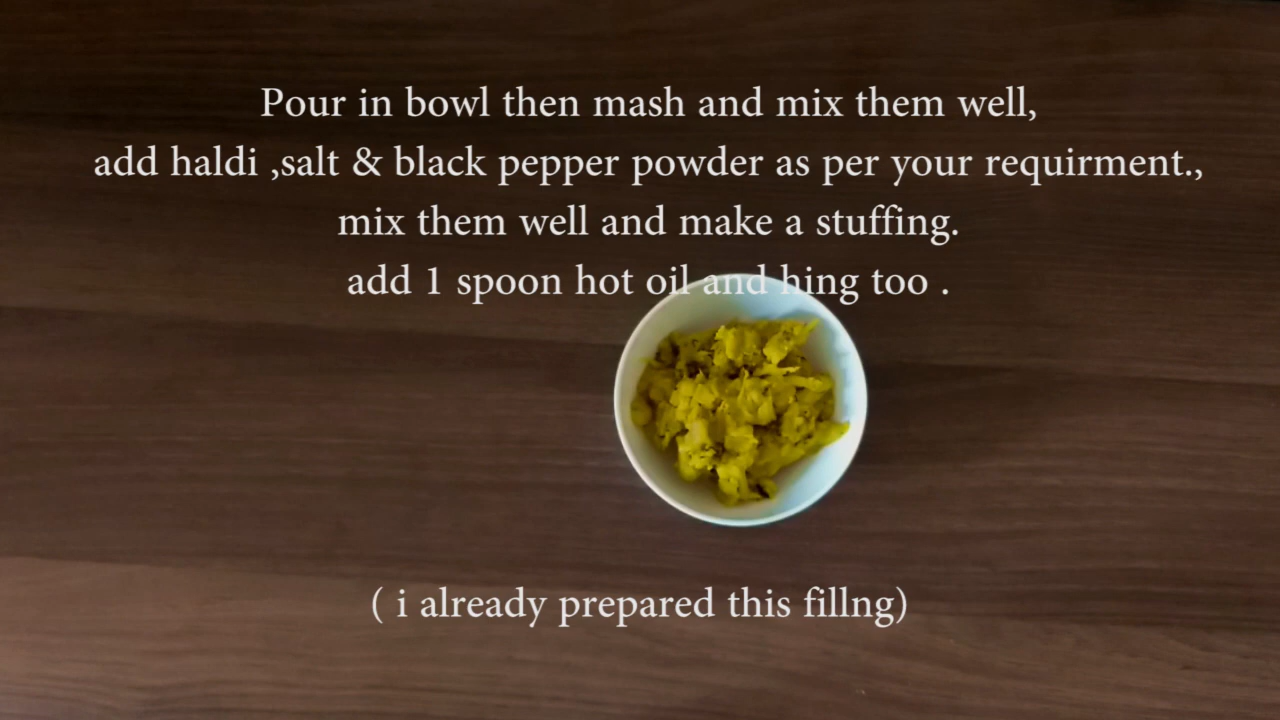 Pour in bowl then mash and mix them well,
add haldi ,salt & black pepper powder as per your requirment.,
mix them well and make a stuffing.
add 1 spoon hot oil and hing too .
( i already prepared this fillng)